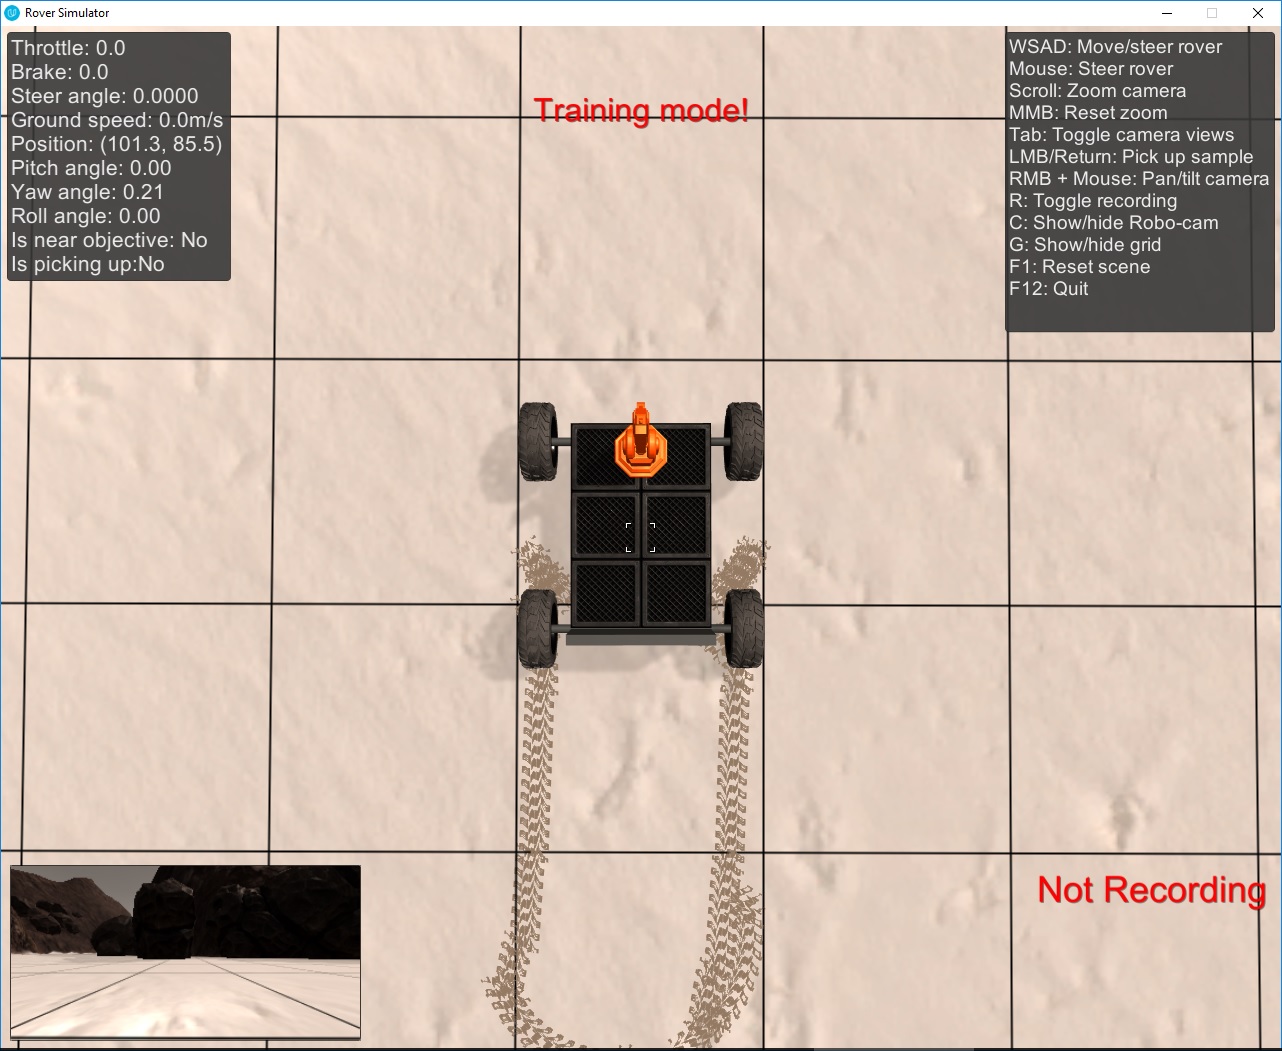 Rover Simulator
Throttle: 0.0
Brake: 0.0
Steer angle: 0.0000
Ground speed: 0.0m/s
Position: (101.3, 85.5)
Pitch angle: 0.00
Yaw angle: 0.21
Roll angle: 0.00
Is near objective: No
Is picking up:No
Training mode!
WSAD: Move/steer rover
Mouse: Steer rover
Scroll: Zoom camera
MMB: Reset zoom
Tab: Toggle camera views
LMB/Return: Pick up sample
RMB + Mouse: Pan/tilt camera
R: Toggle recording
C: Show/hide Robo-cam
G: Show/hide grid
F1: Reset scene
F12: Quit
Not Recording